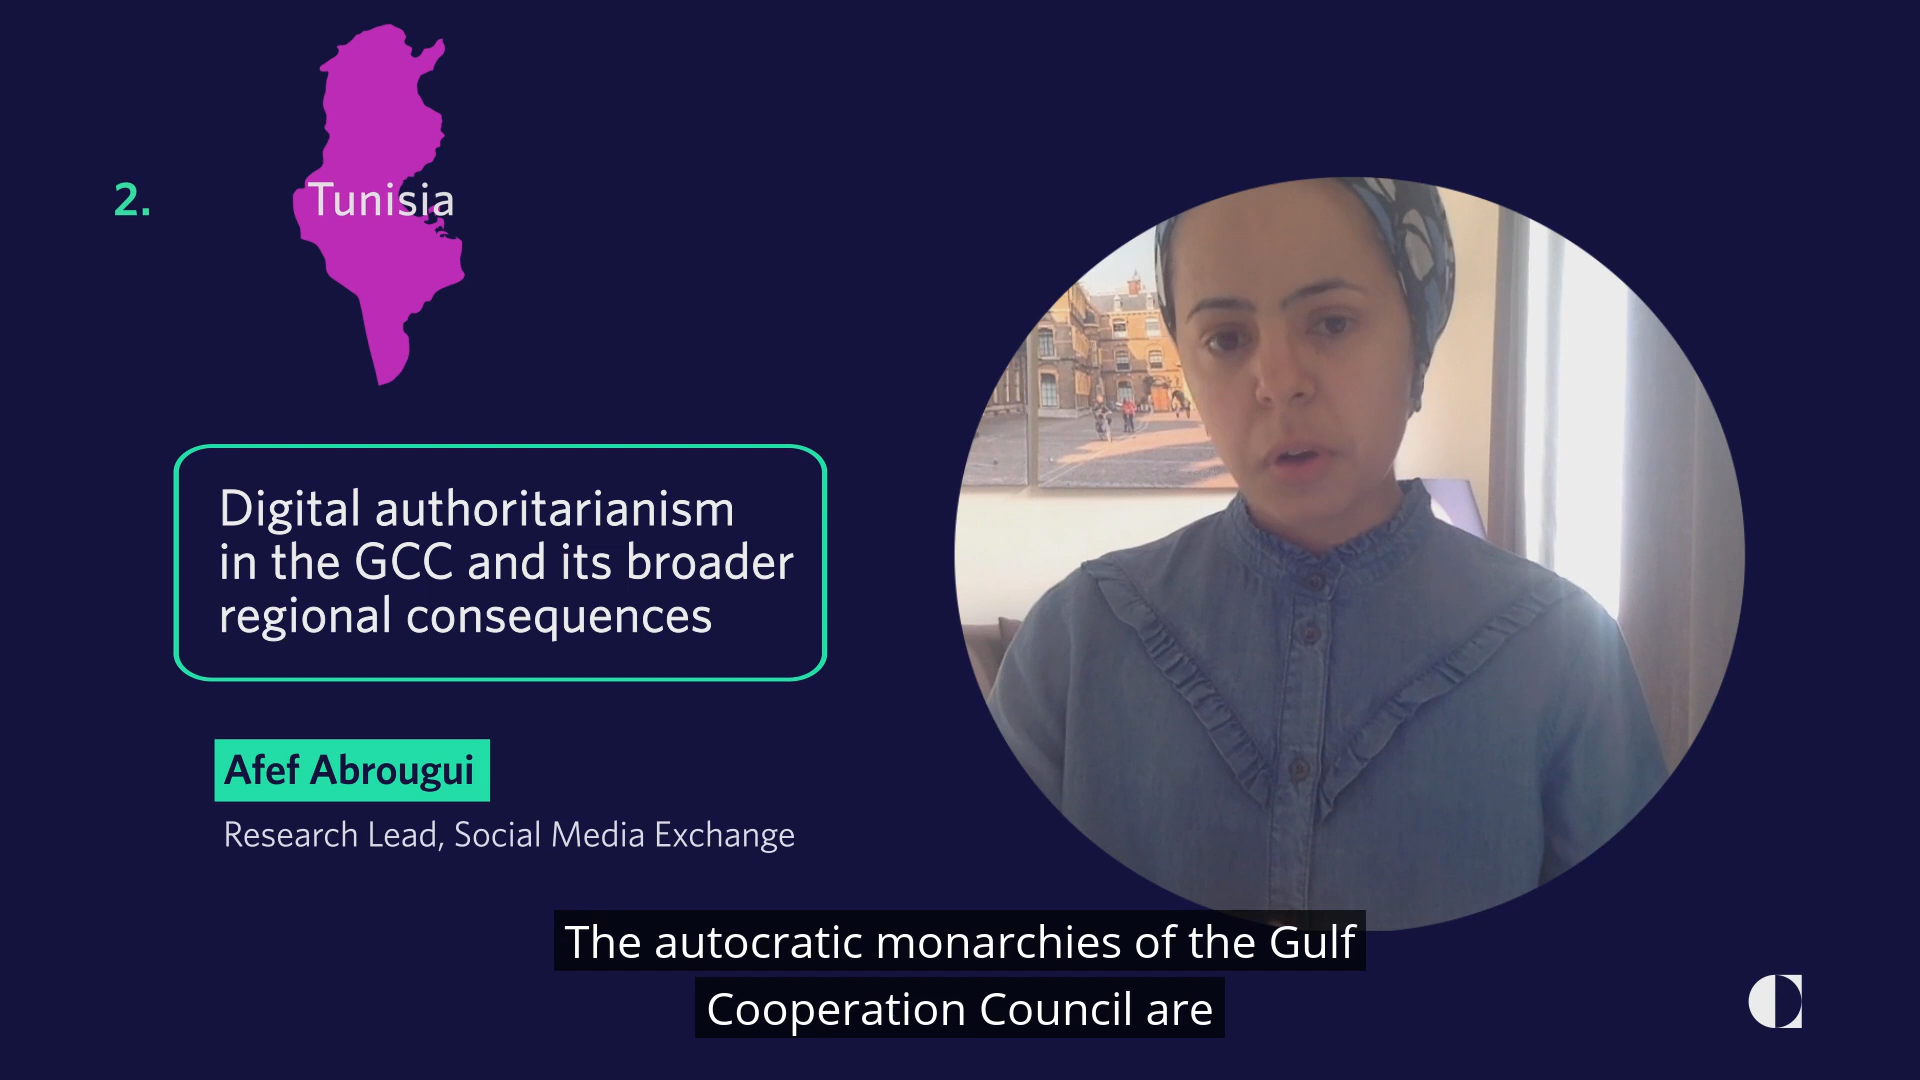 2.
Tunisia
Digital authoritarianism
in the GCC and its broader
regional consequences
Afef Abrougui
Research Lead, Social Media Exchange
The autocratic monarchies of the Gulf
Cooperation Council are